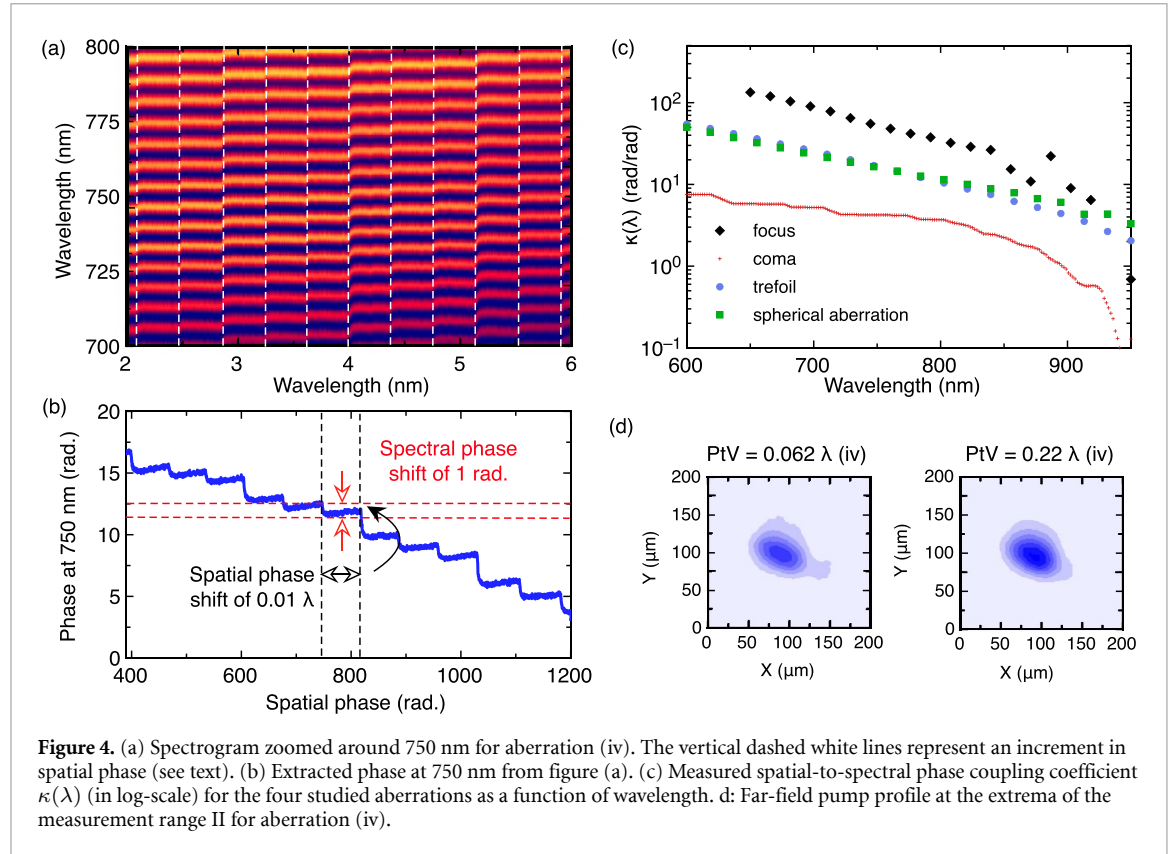 (a)
800
775
750
725
700
Wavelength (nm)
2 3 4 5 6
Wavelength (nm)
(b)
20
15
10
5
0
Phase at 750 nm (rad.)
Spectral phase
shift of 1 rad.
Spatial phase
shift of 0.01 λ
400 600 800 1000 1200
Spatial phase (rad.)
(c)
10²
10¹
10⁰
10⁻¹
κ(λ) (rad/rad)
focus
coma
trefoil
spherical aberration
600 700 800 900
Wavelength (nm)
(d)
PtV = 0.062 λ (iv)
200
150
100
50
0
Y (μm)
0 50 100 150 200
X (μm)
PtV = 0.22 λ (iv)
200
150
100
50
0
Y (μm)
0 50 100 150 200
X (μm)
Figure 4. (a) Spectrogram zoomed around 750 nm for aberration (iv). The vertical dashed white lines represent an increment in
spatial phase (see text). (b) Extracted phase at 750 nm from figure (a). (c) Measured spatial-to-spectral phase coupling coefficient
κ(λ) (in log-scale) for the four studied aberrations as a function of wavelength. d: Far-field pump profile at the extrema of the
measurement range II for aberration (iv).